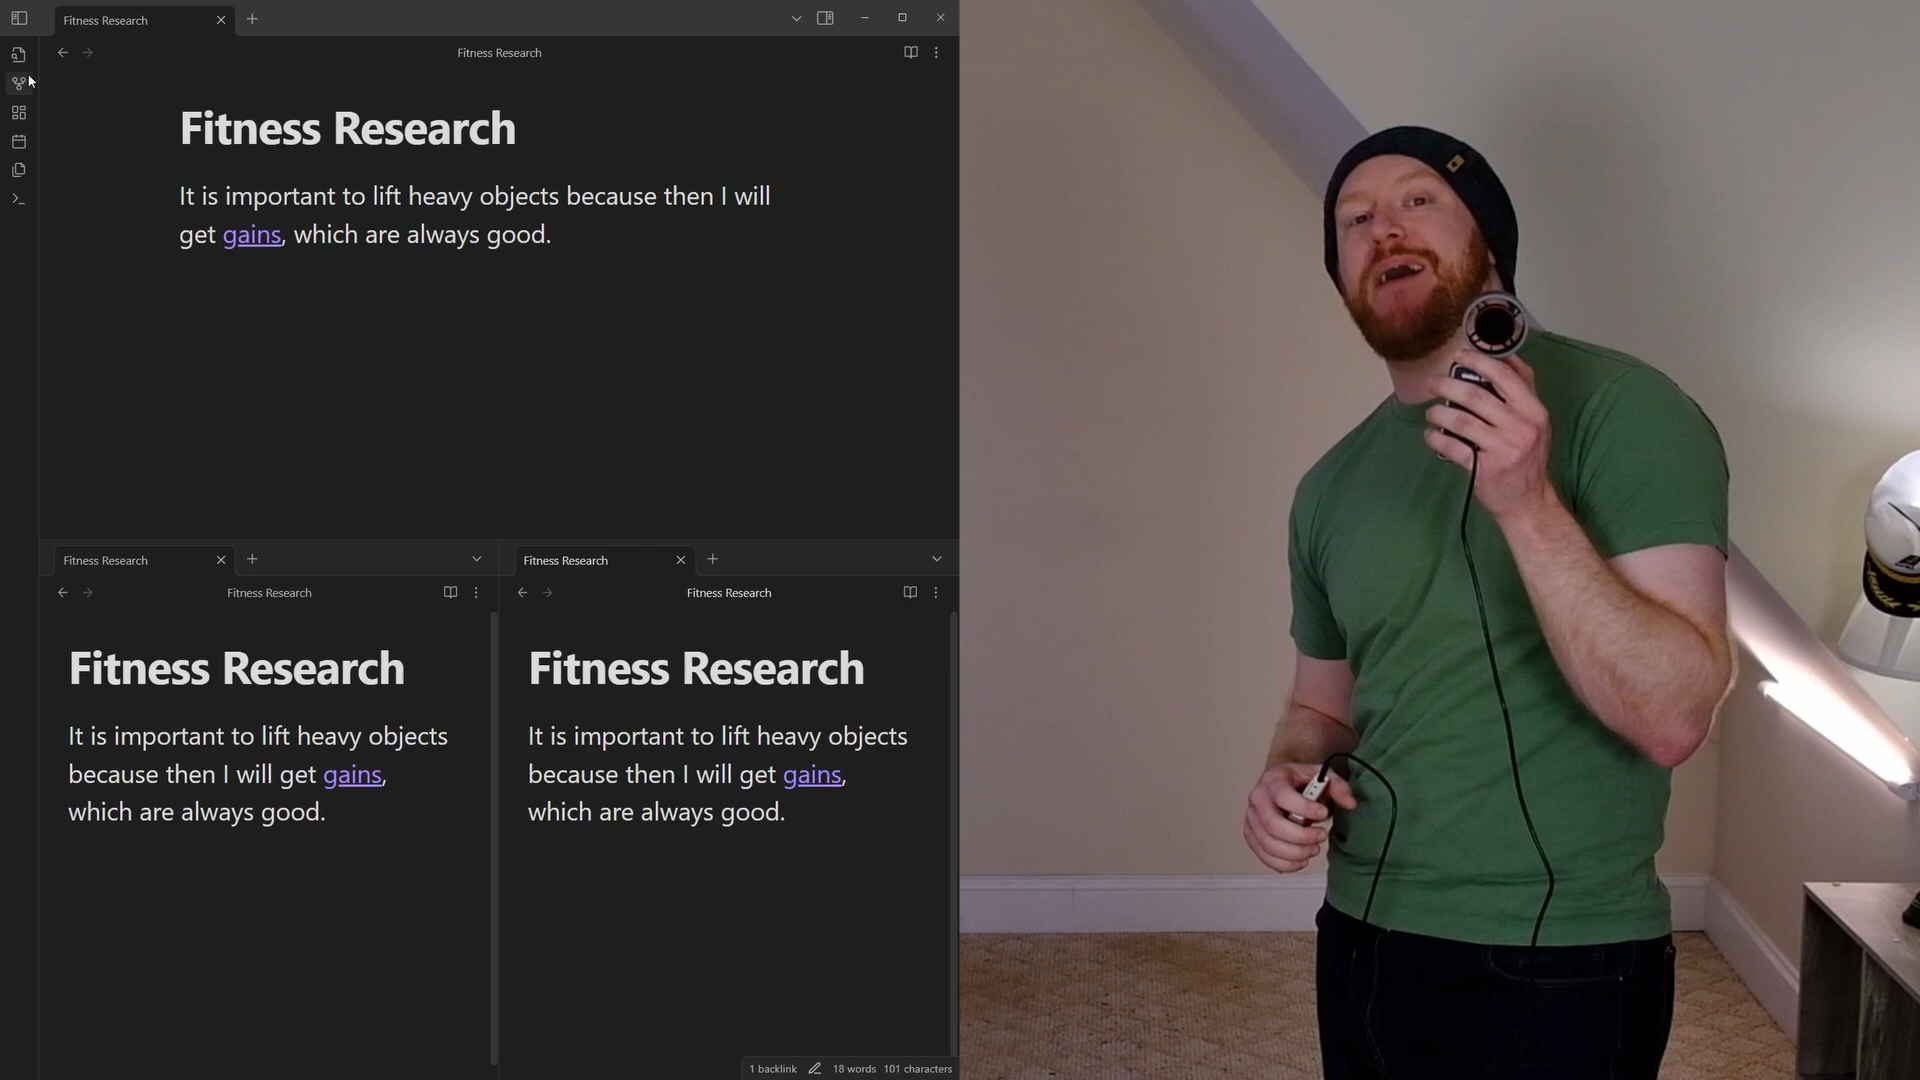 Fitness Research
Fitness Research
Fitness Research
It is important to lift heavy objects because then I will
get gains, which are always good.
Fitness Research
Fitness Research
Fitness Research
It is important to lift heavy objects
because then I will get gains,
which are always good.
Fitness Research
Fitness Research
Fitness Research
It is important to lift heavy objects
because then I will get gains,
which are always good.
1 backlink 18 words 101 characters